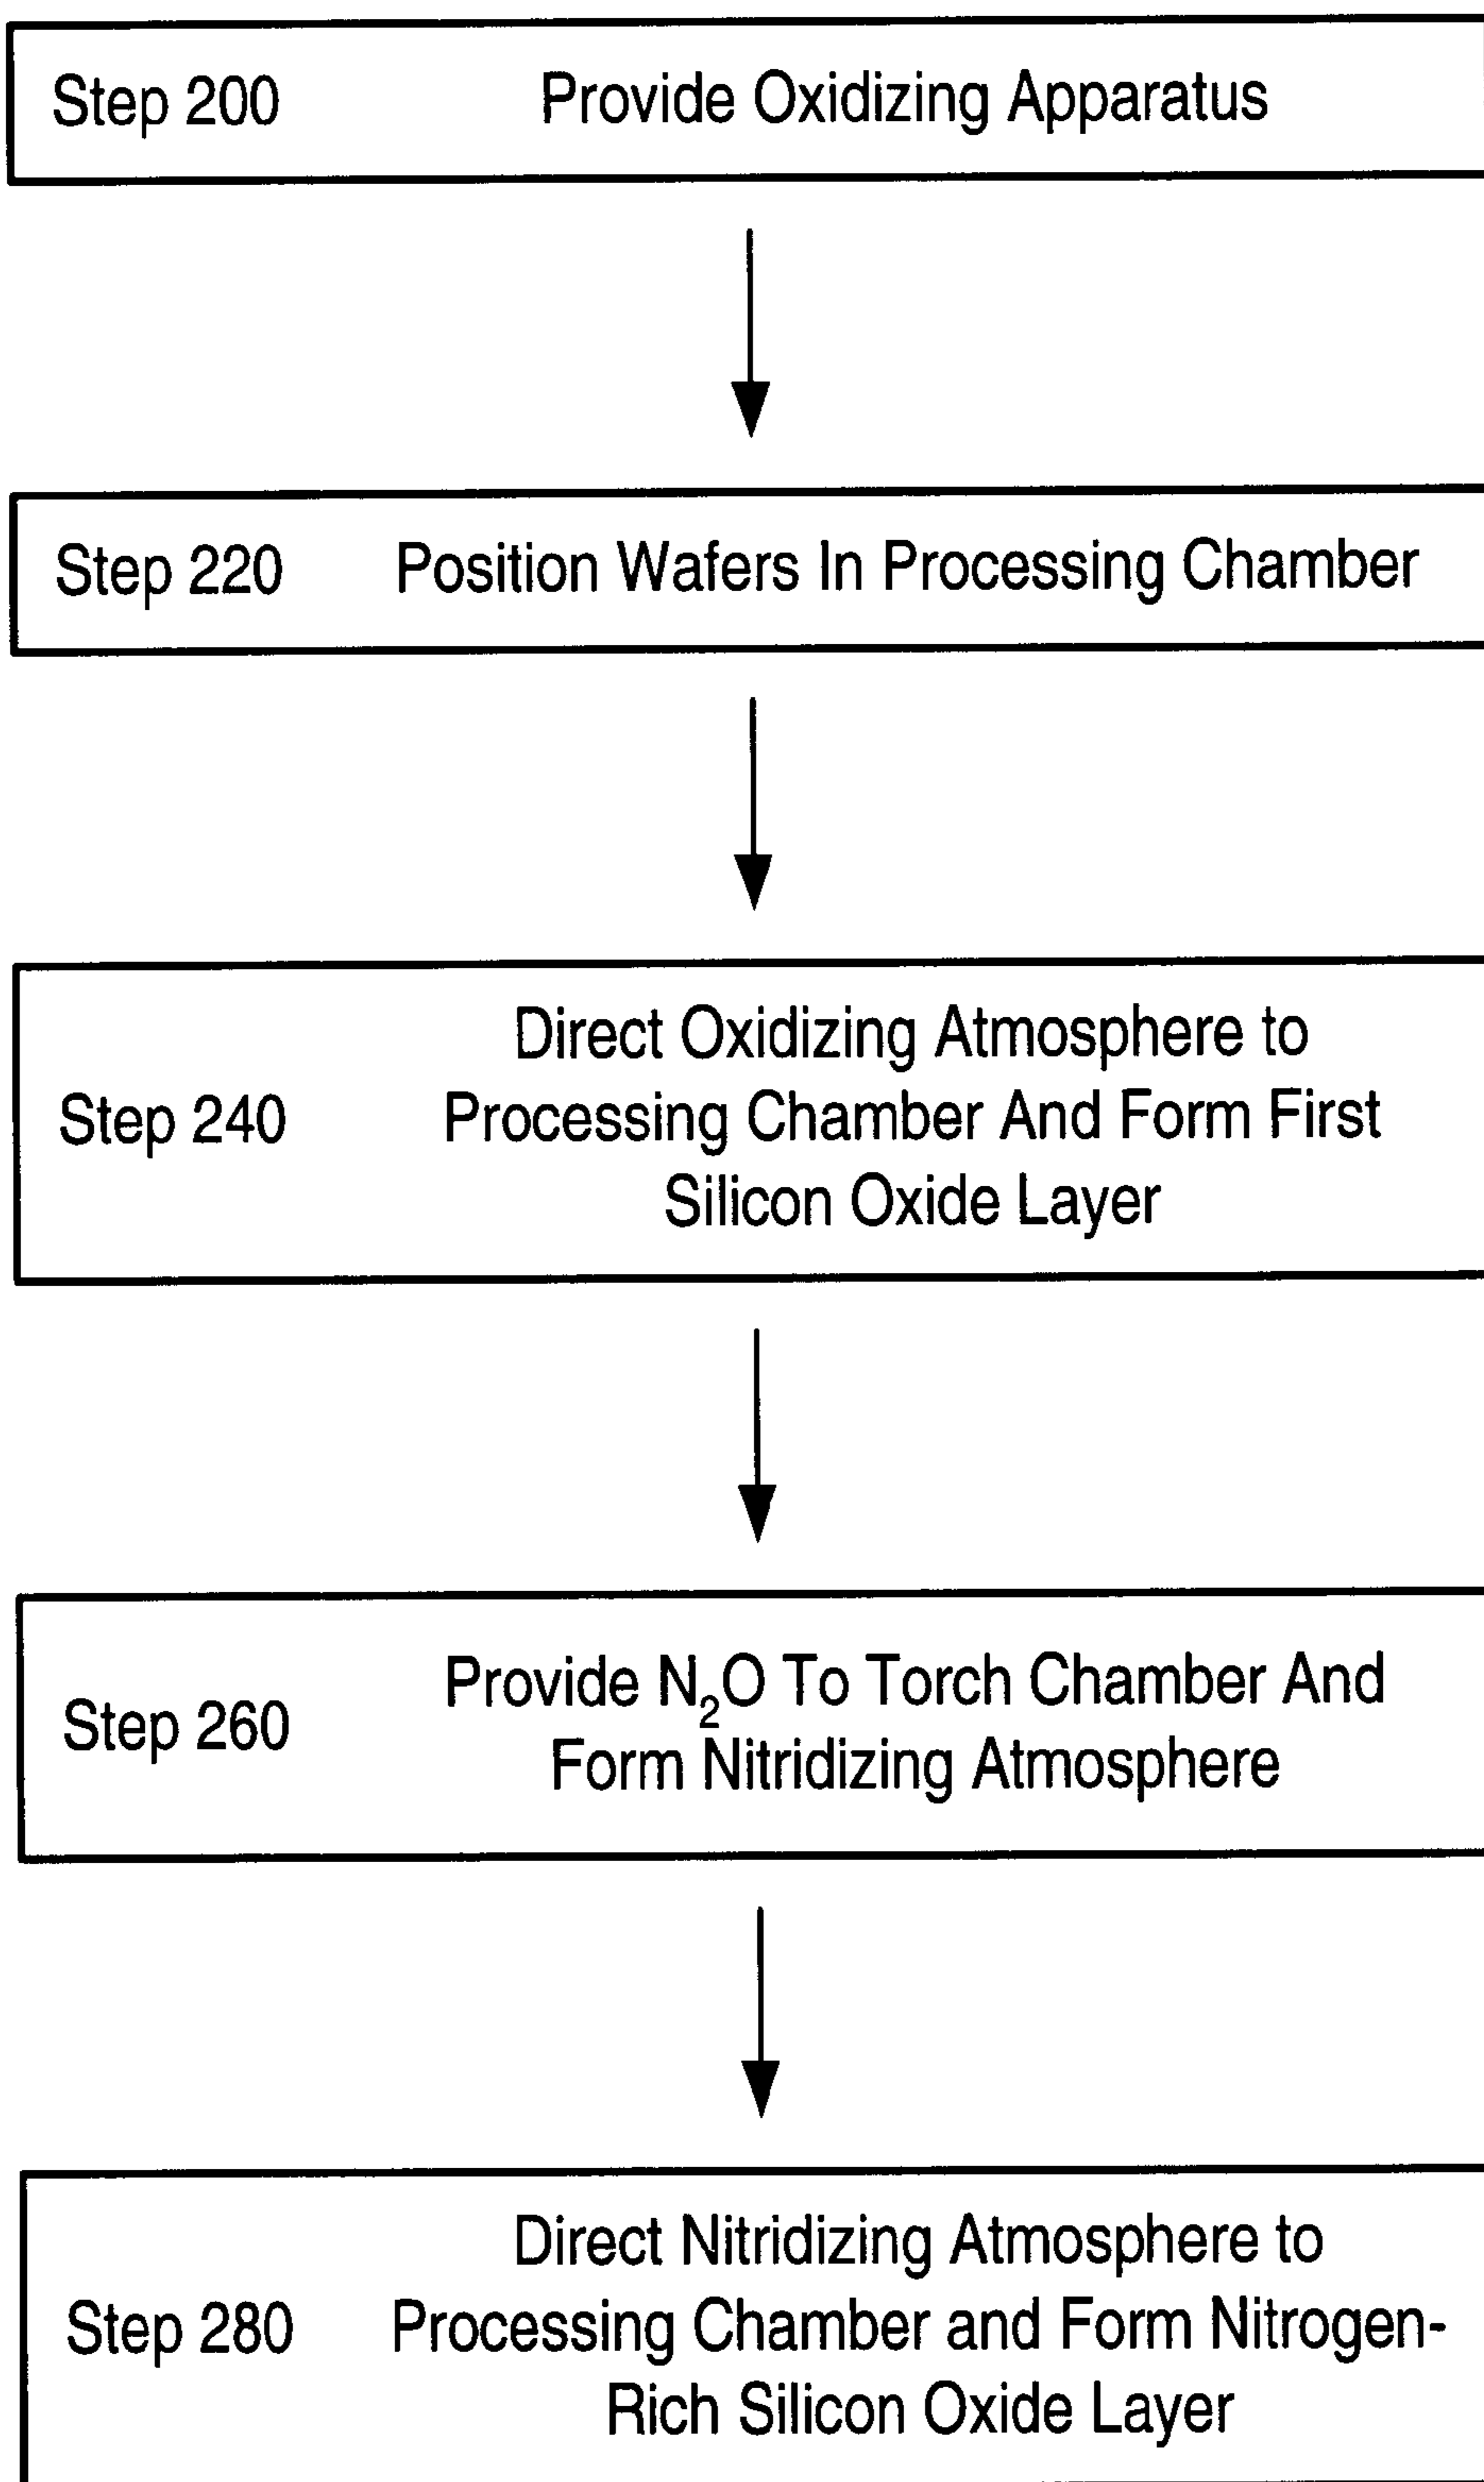 Step 200 Provide Oxidizing Apparatus
Step 220 Position Wafers In Processing Chamber
Step 240
Direct Oxidizing Atmosphere to
Processing Chamber And Form First
Silicon Oxide Layer
Step 260
Provide N₂O To Torch Chamber And
Form Nitridizing Atmosphere
Step 280
Direct Nitridizing Atmosphere to
Processing Chamber and Form Nitrogen-
Rich Silicon Oxide Layer